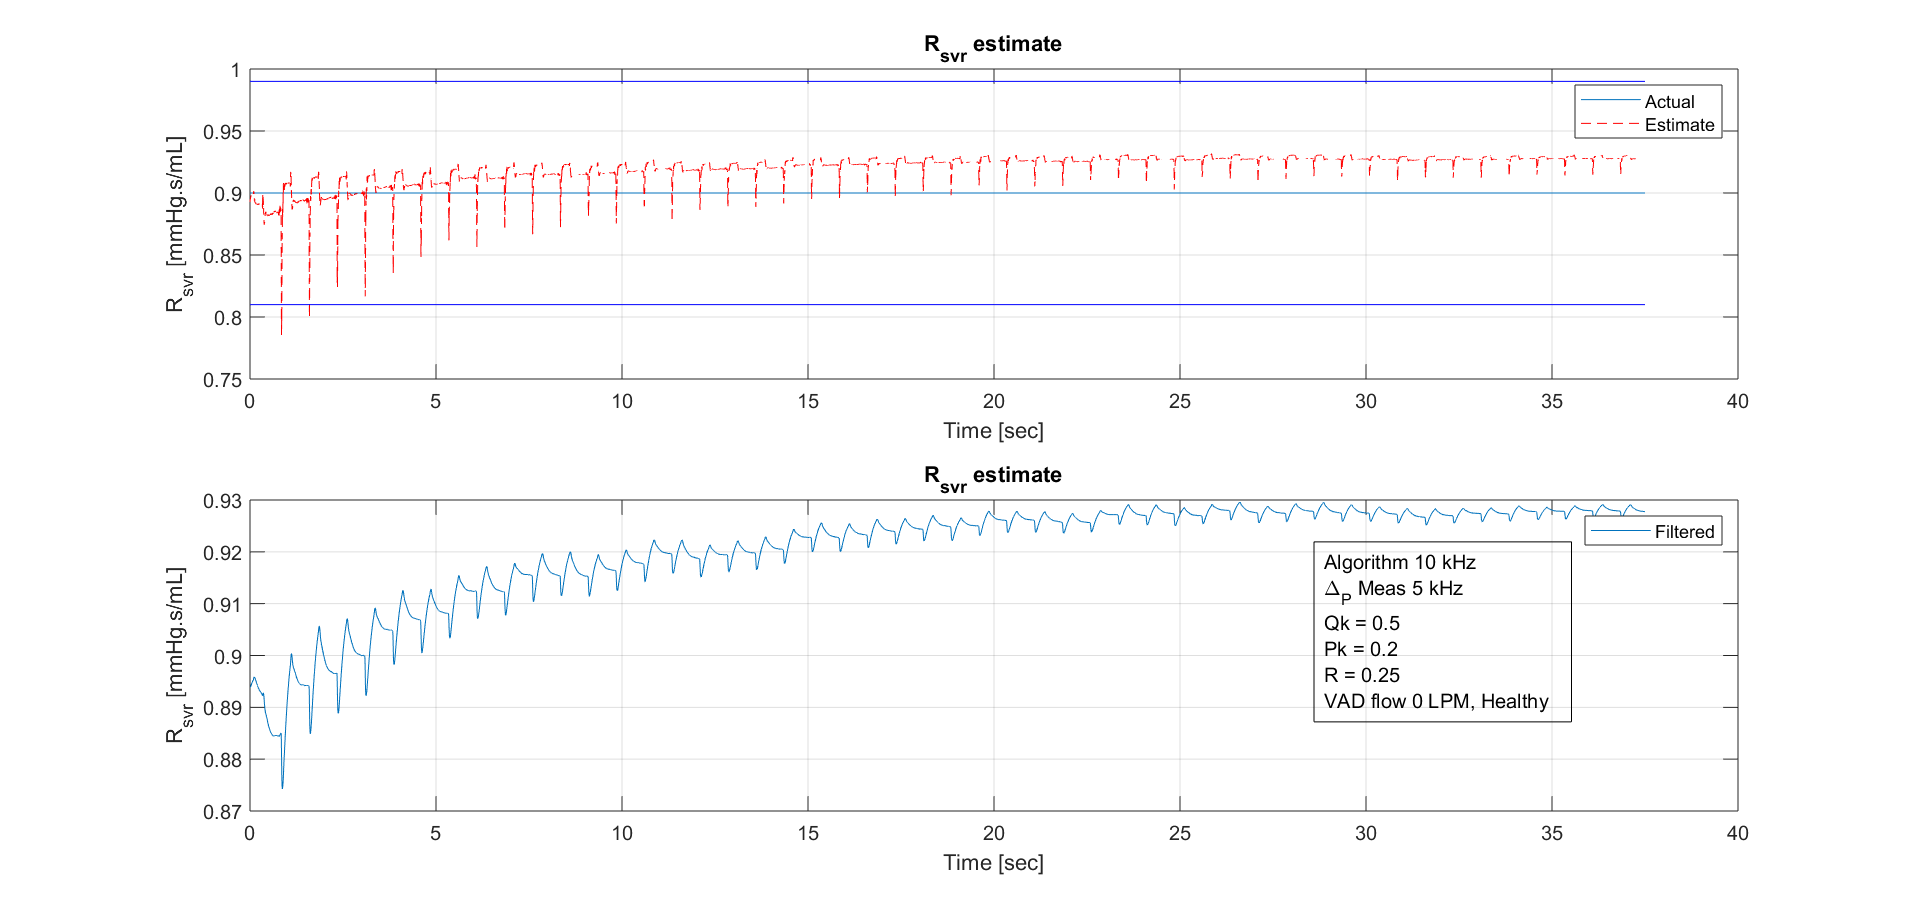 R_svr estimate
1
0.95
0.9
0.85
0.8
0.75
R_svr [mmHg.s/mL]
Actual
Estimate
0 5 10 15 20 25 30 35 40
Time [sec]
R_svr estimate
0.93
0.92
0.91
0.9
0.89
0.88
0.87
R_svr [mmHg.s/mL]
Filtered
Algorithm 10 kHz
Δ_P Meas 5 kHz
Qk = 0.5
Pk = 0.2
R = 0.25
VAD flow 0 LPM, Healthy
0 5 10 15 20 25 30 35 40
Time [sec]